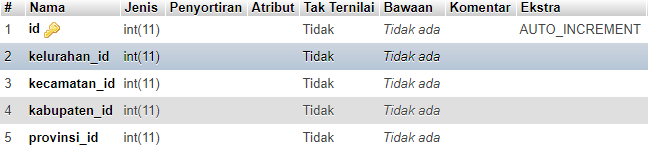 # Nama Jenis Penyortiran Atribut Tak Ternilai Bawaan Komentar Ekstra
1 id int(11) Tidak Tidak ada AUTO_INCREMENT
2 kelurahan_id int(11) Tidak Tidak ada
3 kecamatan_id int(11) Tidak Tidak ada
4 kabupaten_id int(11) Tidak Tidak ada
5 provinsi_id int(11) Tidak Tidak ada